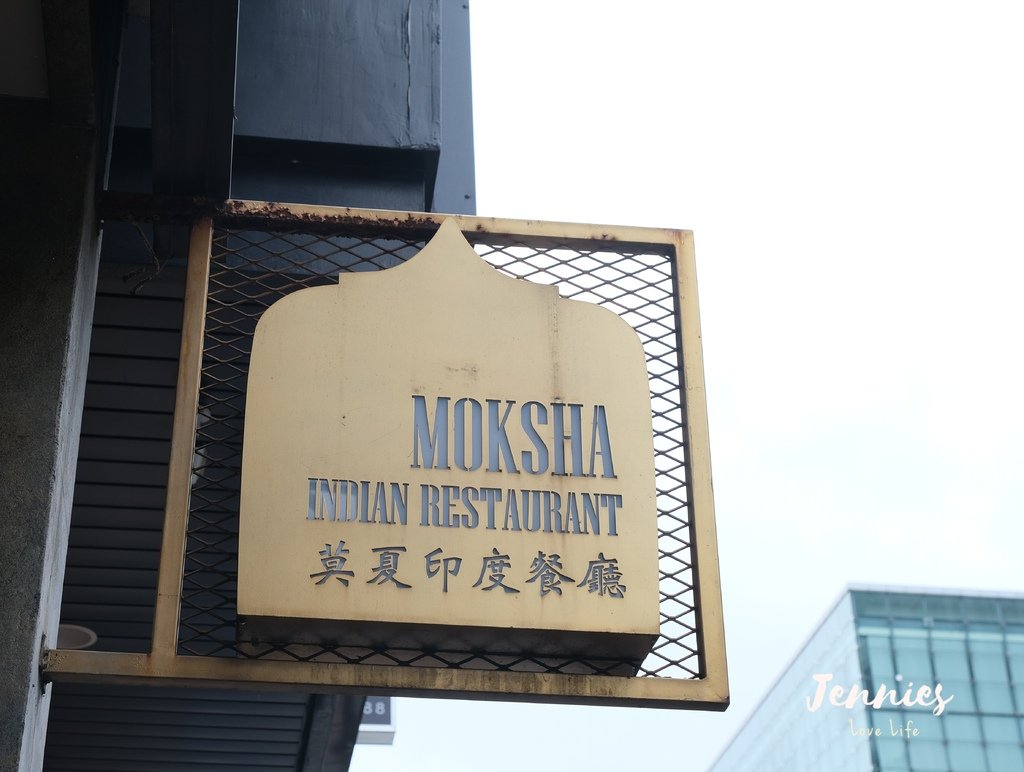 MOKSHA
INDIAN RESTAURANT
莫夏印度餐廳
88
Jennies
Love Life